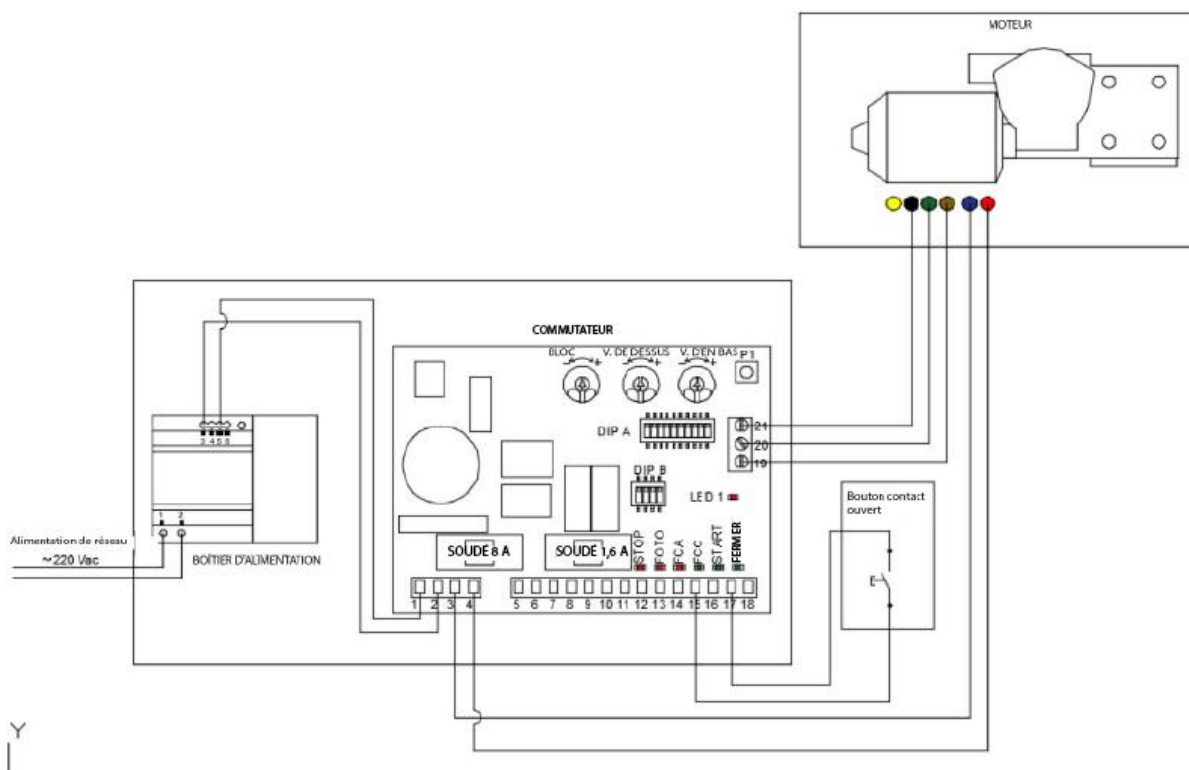 MOTEUR
COMMUTATEUR
BLOC
V. DE DESSUS
V. D'EN BAS
P1
- +
- +
- +
DIP A
21
20
19
DIP B
LED 1
3 4 5 6
1 2
Alimentation de réseau
~220 Vac
BOÎTIER D'ALIMENTATION
SOUDÉ 8 A
SOUDÉ 1,6 A
STOP
FOTO
FCA
FCC
START
FERMER
1 2 3 4
5 6 7 8 9 10 11 12 13 14 15 16 17 18
Bouton contact
ouvert
E
Y